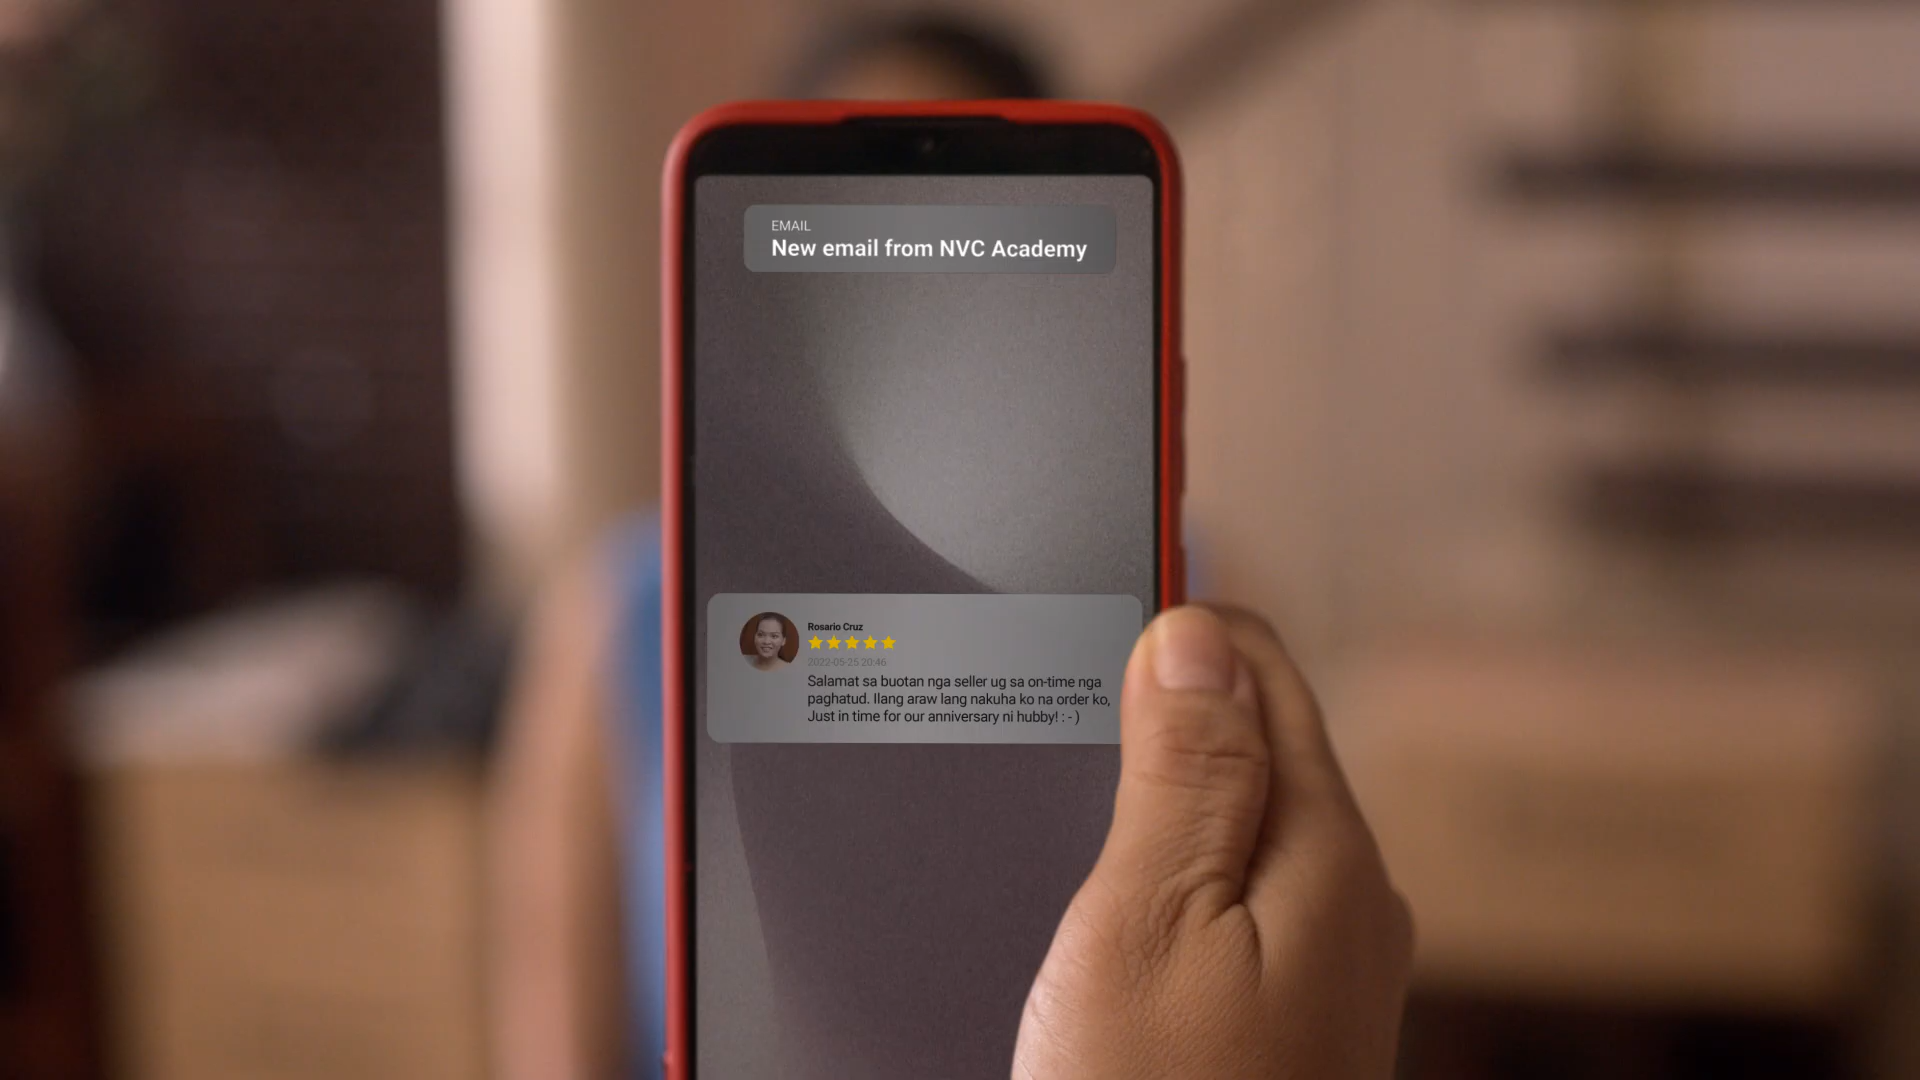 EMAIL
New email from NVC Academy
Rosario Cruz
2022-05-25 20:46
Salamat sa buotan nga seller ug sa on-time nga
paghatud. Ilang araw lang nakuha ko na order ko,
Just in time for our anniversary ni hubby! : - )